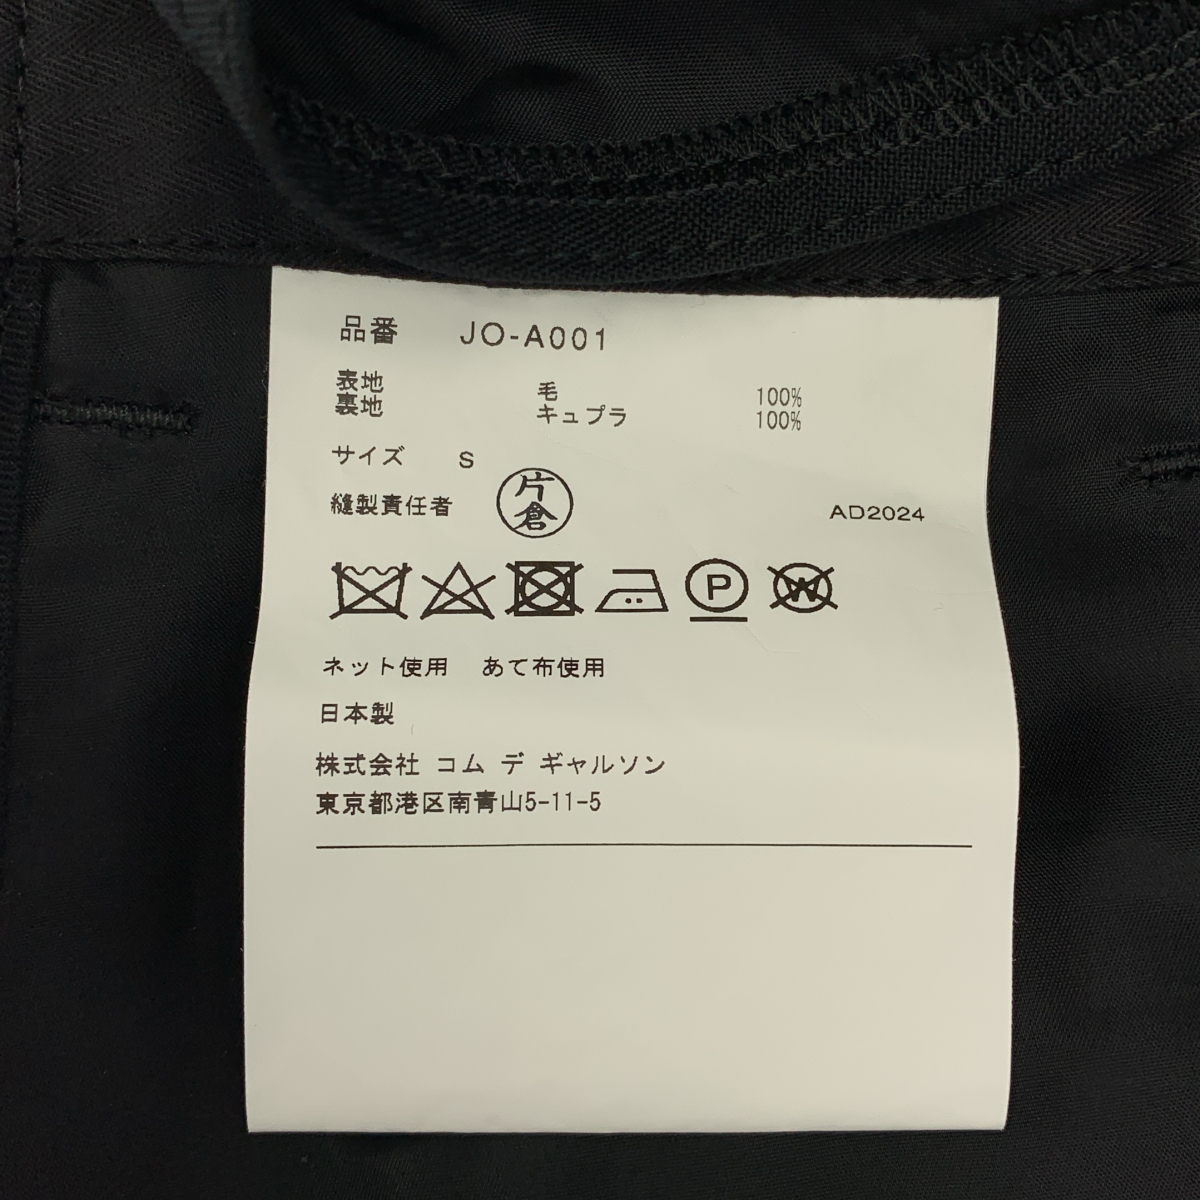 品番 JO-A001
表地 毛 100%
裏地 キュプラ 100%
サイズ S
縫製責任者 片倉 AD2024
P W
ネット使用 あて布使用
日本製
株式会社 コム デ ギャルソン
東京都港区南青山5-11-5